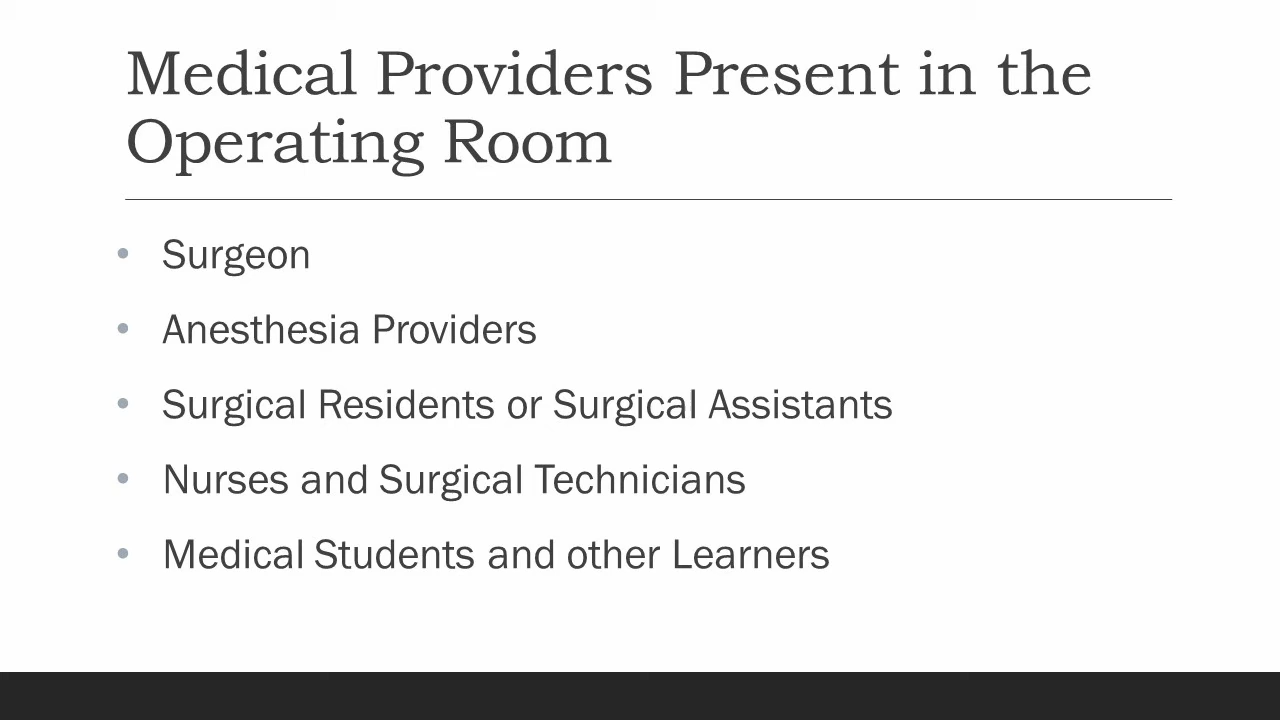 Medical Providers Present in the
Operating Room
• Surgeon
• Anesthesia Providers
• Surgical Residents or Surgical Assistants
• Nurses and Surgical Technicians
• Medical Students and other Learners